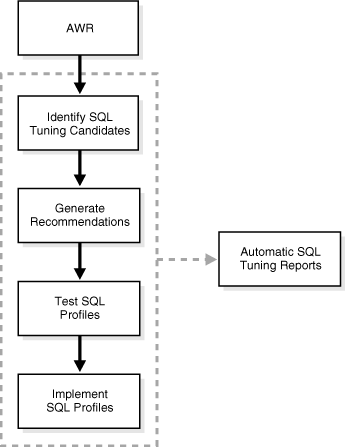 AWR
Identify SQL
Tuning Candidates
Generate
Recommendations
Automatic SQL
Tuning Reports
Test SQL
Profiles
Implement
SQL Profiles